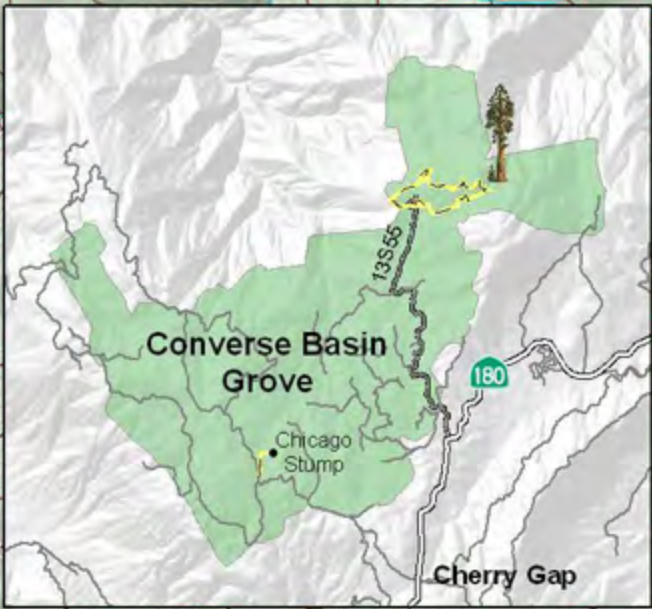 13S55
Converse Basin
Grove
180
Chicago
Stump
Cherry Gap